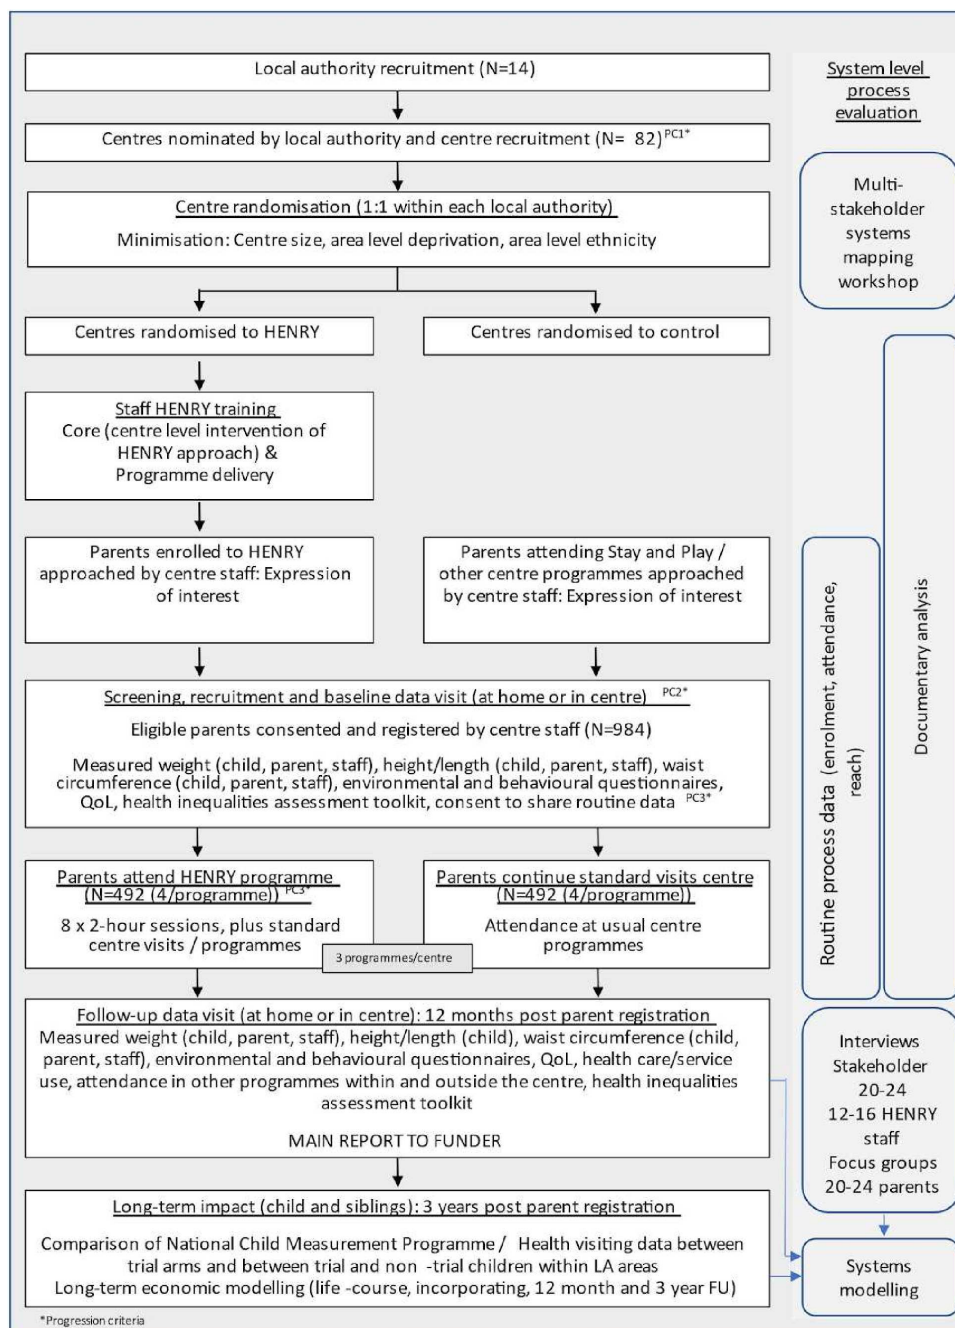 Local authority recruitment (N=14)
Centres nominated by local authority and centre recruitment (N= 82)PC1*
Centre randomisation (1:1 within each local authority)
Minimisation: Centre size, area level deprivation, area level ethnicity
Centres randomised to HENRY
Centres randomised to control
Staff HENRY training
Core (centre level intervention of
HENRY approach) &
Programme delivery
Parents enrolled to HENRY
approached by centre staff: Expression
of interest
Parents attending Stay and Play /
other centre programmes approached
by centre staff: Expression of interest
Screening, recruitment and baseline data visit (at home or in centre) PC2*
Eligible parents consented and registered by centre staff (N=984)
Measured weight (child, parent, staff), height/length (child, parent, staff), waist
circumference (child, parent, staff), environmental and behavioural questionnaires,
QoL, health inequalities assessment toolkit, consent to share routine data PC3*
Parents attend HENRY programme
(N=492 (4/programme)) PC3*
8 x 2-hour sessions, plus standard
centre visits / programmes
Parents continue standard visits centre
(N=492 (4/programme))
Attendance at usual centre
programmes
3 programmes/centre
Follow-up data visit (at home or in centre): 12 months post parent registration
Measured weight (child, parent, staff), height/length (child), waist circumference (child,
parent, staff), environmental and behavioural questionnaires, QoL, health care/service
use, attendance in other programmes within and outside the centre, health inequalities
assessment toolkit
MAIN REPORT TO FUNDER
Long-term impact (child and siblings): 3 years post parent registration
Comparison of National Child Measurement Programme / Health visiting data between
trial arms and between trial and non -trial children within LA areas
Long-term economic modelling (life -course, incorporating, 12 month and 3 year FU)
*Progression criteria
System level
process
evaluation
Multi-
stakeholder
systems
mapping
workshop
Routine process data (enrolment, attendance,
reach)
Documentary analysis
Interviews
Stakeholder
20-24
12-16 HENRY
staff
Focus groups
20-24 parents
Systems
modelling